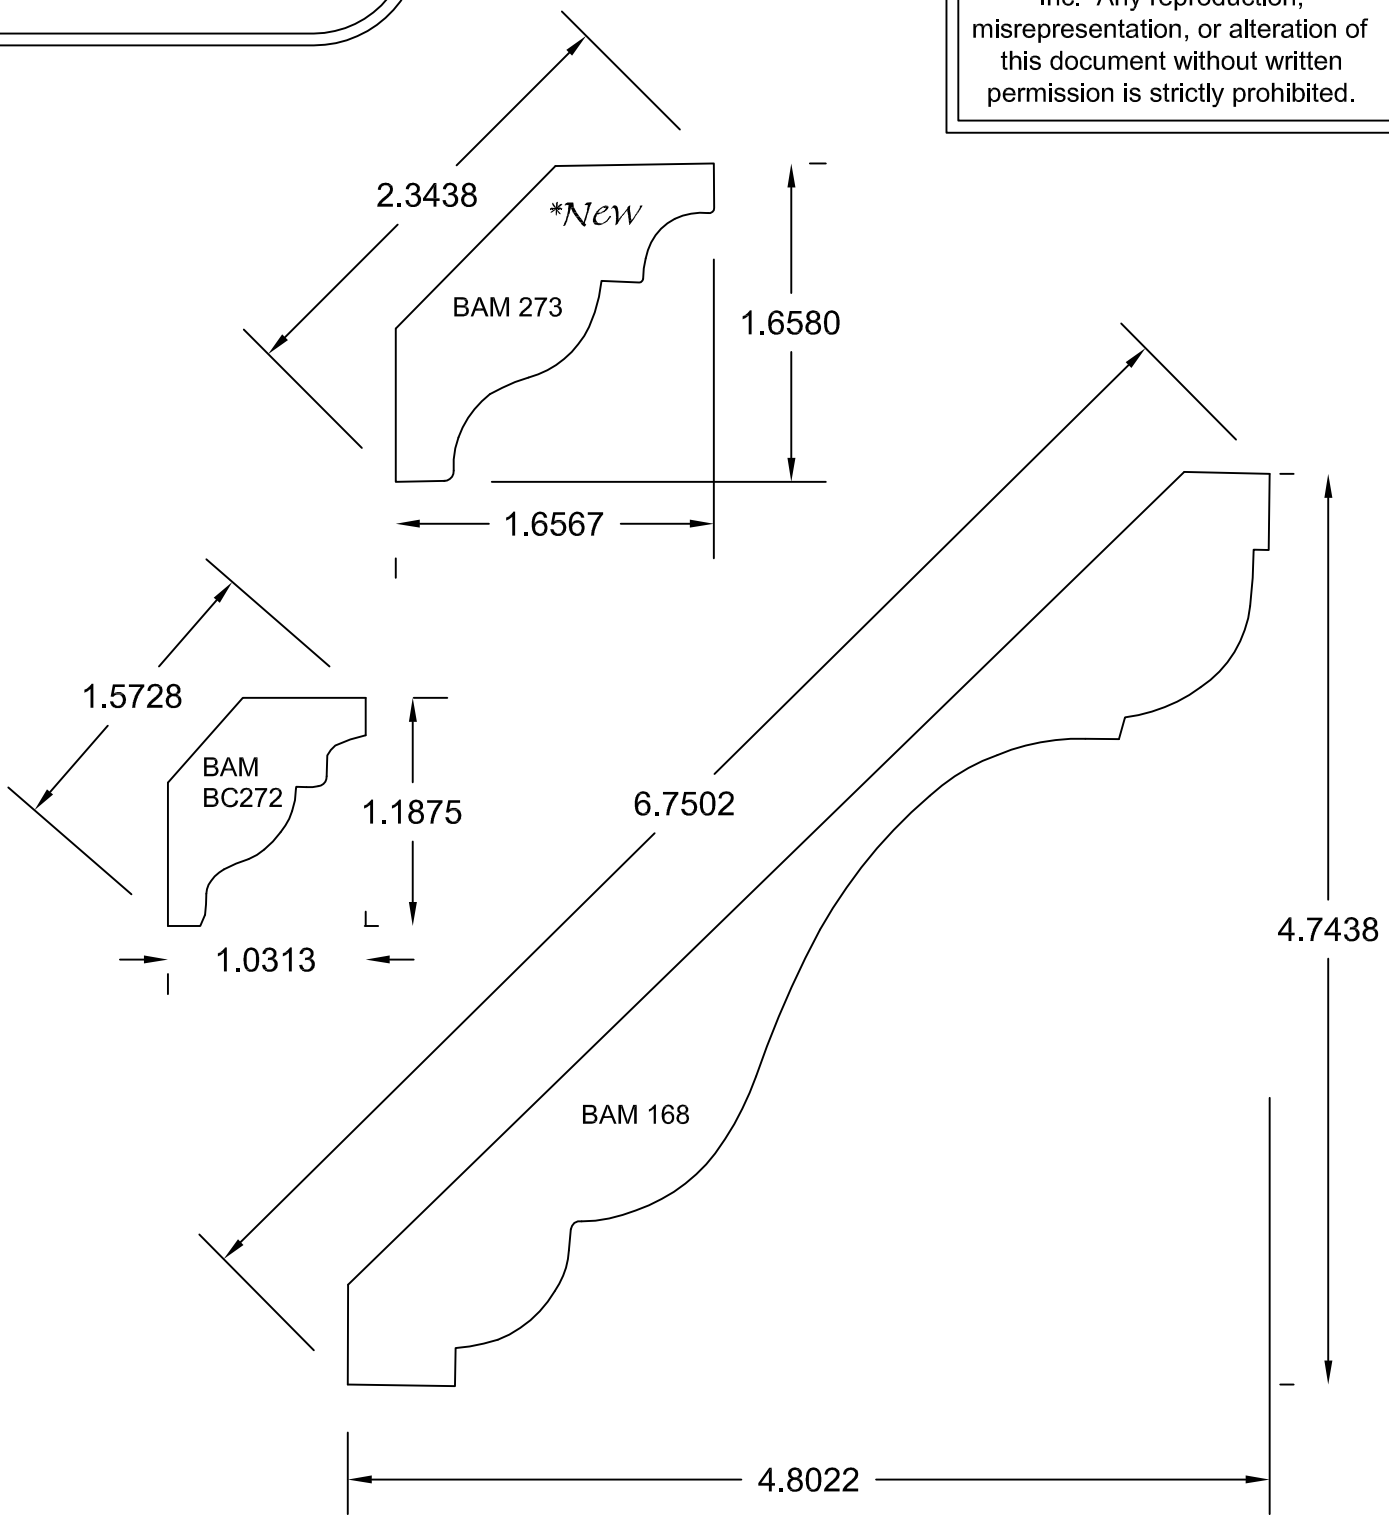 Inc. Any reproduction,
misrepresentation, or alteration of
this document without written
permission is strictly prohibited.
2.3438
*New
BAM 273
1.6580
1.6567
1.5728
BAM
BC272
1.1875
1.0313
6.7502
4.7438
BAM 168
4.8022